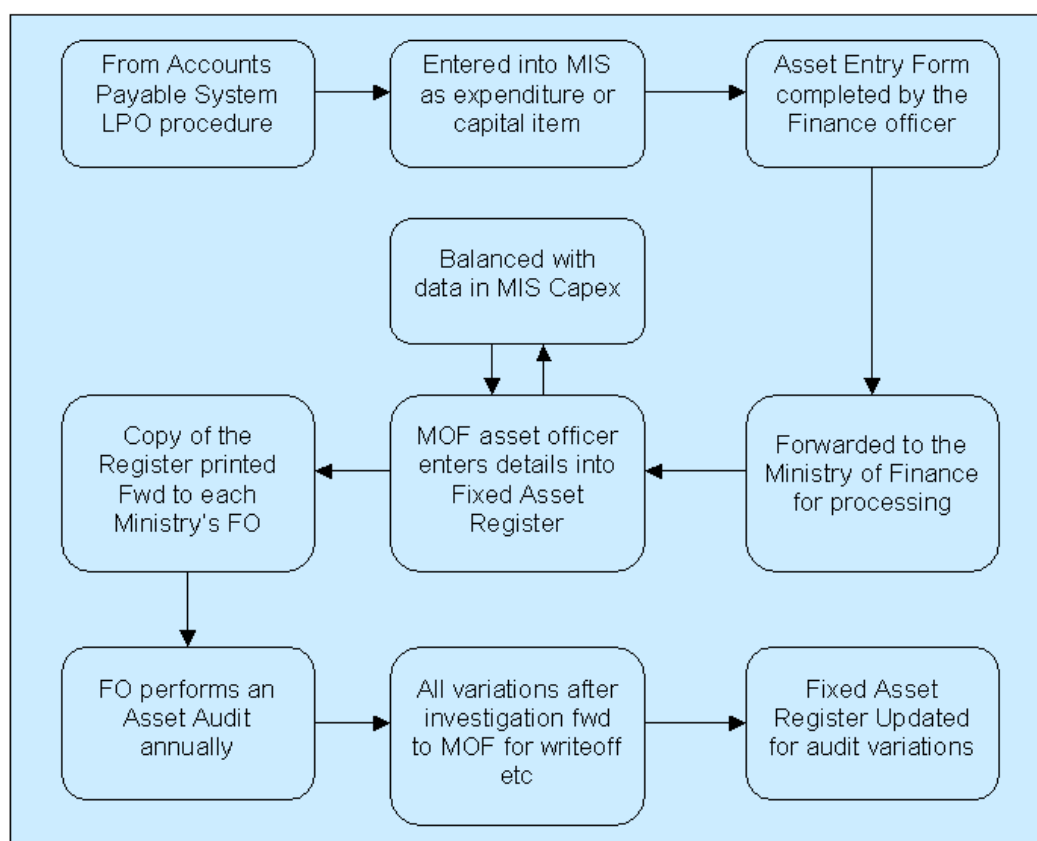 From Accounts
Payable System
LPO procedure
Entered into MIS
as expenditure or
capital item
Asset Entry Form
completed by the
Finance officer
Balanced with
data in MIS Capex
Copy of the
Register printed
Fwd to each
Ministry's FO
MOF asset officer
enters details into
Fixed Asset
Register
Forwarded to the
Ministry of Finance
for processing
FO performs an
Asset Audit
annually
All variations after
investigation fwd
to MOF for writeoff
etc
Fixed Asset
Register Updated
for audit variations